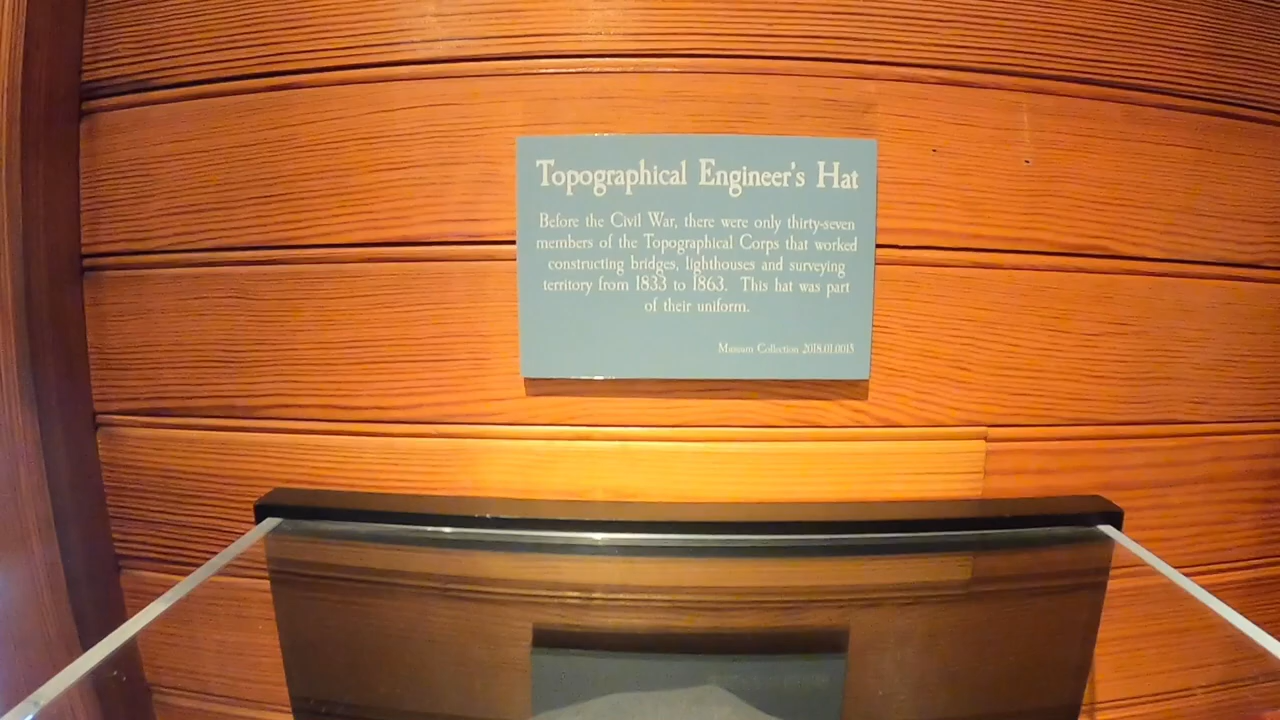 Topographical Engineer's Hat
Before the Civil War, there were only thirty-seven
members of the Topographical Corps that worked
constructing bridges, lighthouses and surveying
territory from 1833 to 1863. This hat was part
of their uniform.
Museum Collection 2018.01.0015